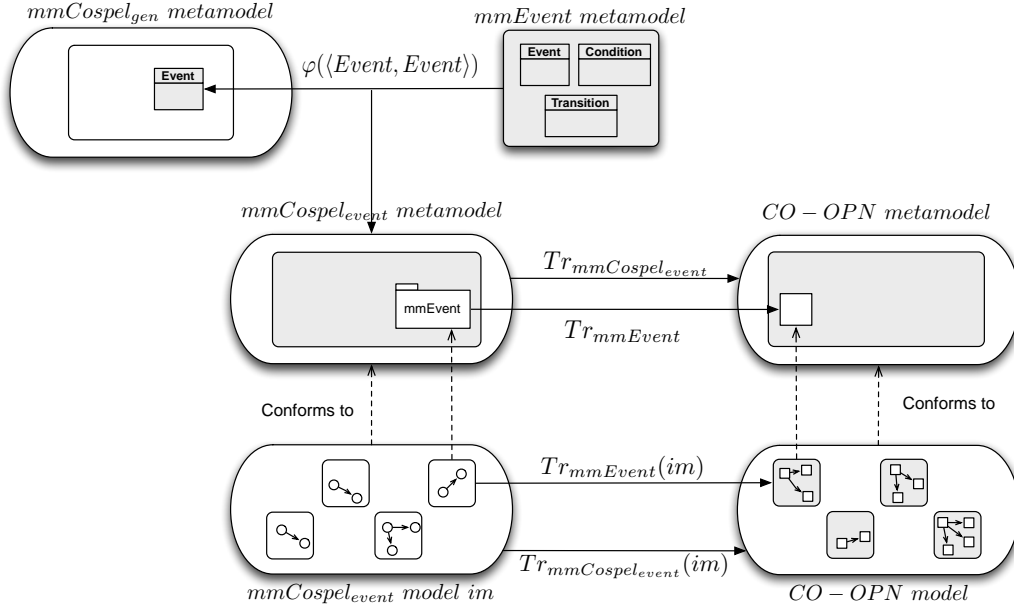 mmCospel_gen metamodel
mmEvent metamodel
Event
Event
Condition
Transition
φ(⟨Event, Event⟩)
mmCospel_event metamodel
CO − OPN metamodel
Tr_mmCospel_event
mmEvent
Tr_mmEvent
Conforms to
Conforms to
Tr_mmEvent(im)
Tr_mmCospel_event(im)
mmCospel_event model im
CO − OPN model